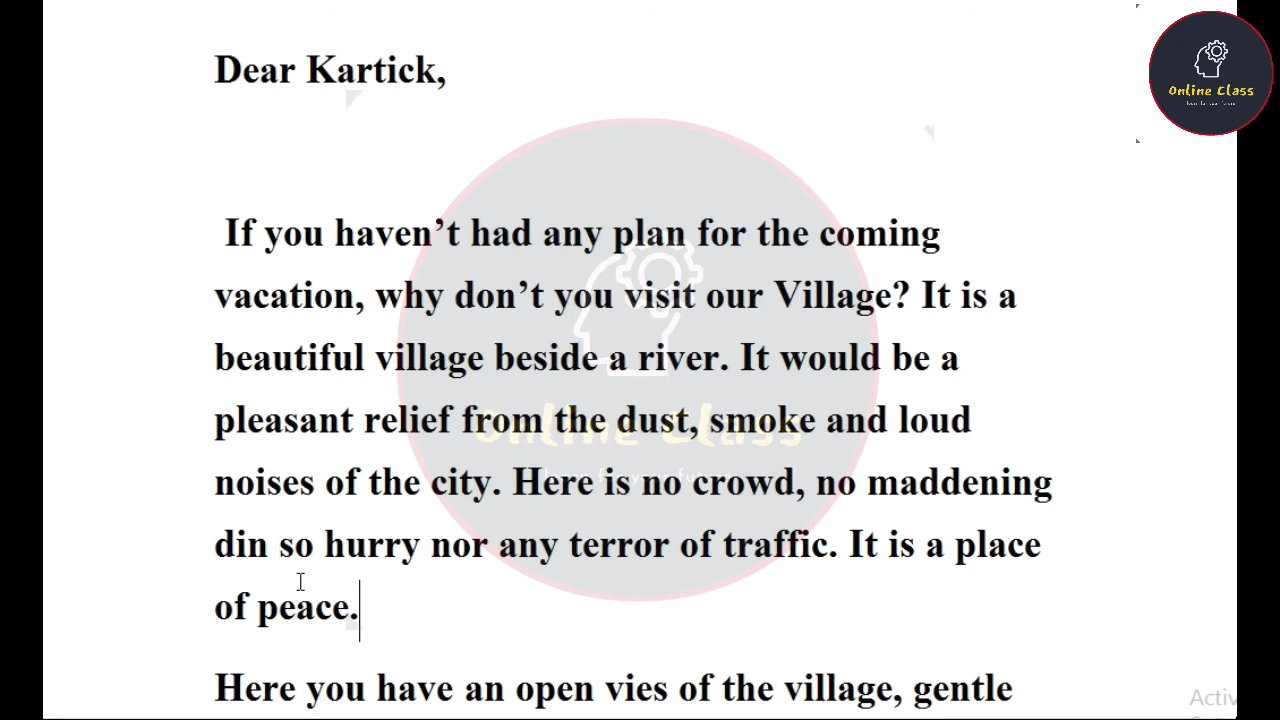 Dear Kartick,
Online Class
If you haven’t had any plan for the coming
vacation, why don’t you visit our Village? It is a
beautiful village beside a river. It would be a
pleasant relief from the dust, smoke and loud
Online Class
noises of the city. Here is no crowd, no maddening
din so hurry nor any terror of traffic. It is a place
of peace.
Here you have an open vies of the village, gentle
Activ